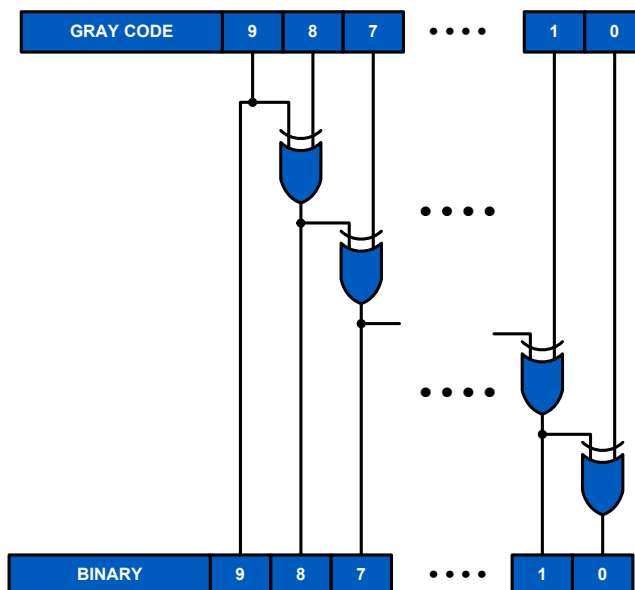 GRAY CODE 9 8 7 •••• 1 0
BINARY 9 8 7 •••• 1 0